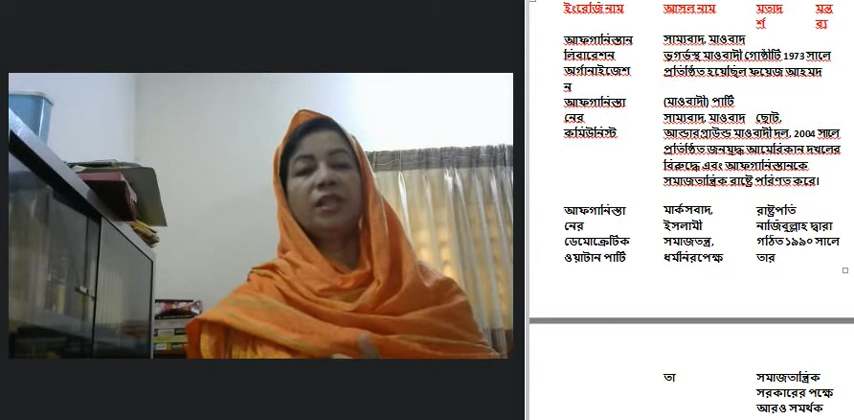 ইংরেজি নাম আসল নাম মতাদ মন্ত
র্শ ব্য
আফগানিস্তান সাম্যবাদ, মাওবাদ
লিবারেশন ভূগর্ভস্থ মাওবাদী গোষ্ঠীটি 1973 সালে
অর্গানাইজেশ প্রতিষ্ঠিত হয়েছিল ফয়েজ আহমদ
ন
আফগানিস্তা (মাওবাদী) পার্টি
নের সাম্যবাদ, মাওবাদ ছোট,
কমিউনিস্ট আন্ডারগ্রাউন্ড মাওবাদী দল, 2004 সালে
প্রতিষ্ঠিত জনযুদ্ধ আমেরিকান দখলের
বিরুদ্ধে এবং আফগানিস্তানকে
সমাজতান্ত্রিক রাষ্ট্রে পরিণত করে।
আফগানিস্তা মার্কসবাদ, রাষ্ট্রপতি
নের ইসলামী নাজিবুল্লাহ দ্বারা
ডেমোক্রেটিক সমাজতন্ত্র, গঠিত ১৯৯০ সালে
ওয়াটান পার্টি ধর্মনিরপেক্ষ তার
তা সমাজতান্ত্রিক
সরকারের পক্ষে
আরও সমর্থক